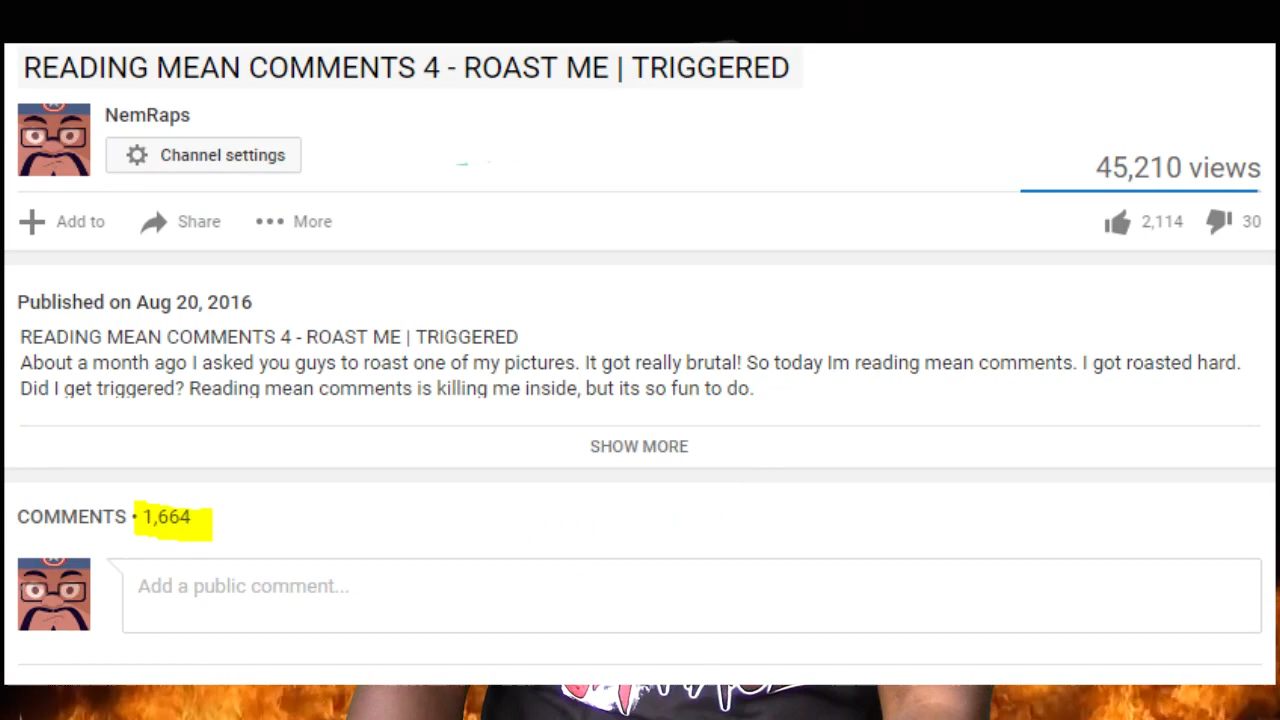 READING MEAN COMMENTS 4 - ROAST ME | TRIGGERED
NemRaps
Channel settings
45,210 views
Add to
Share
More
2,114
30
Published on Aug 20, 2016
READING MEAN COMMENTS 4 - ROAST ME | TRIGGERED
About a month ago I asked you guys to roast one of my pictures. It got really brutal! So today Im reading mean comments. I got roasted hard.
Did I get triggered? Reading mean comments is killing me inside, but its so fun to do.
SHOW MORE
COMMENTS • 1,664
Add a public comment...